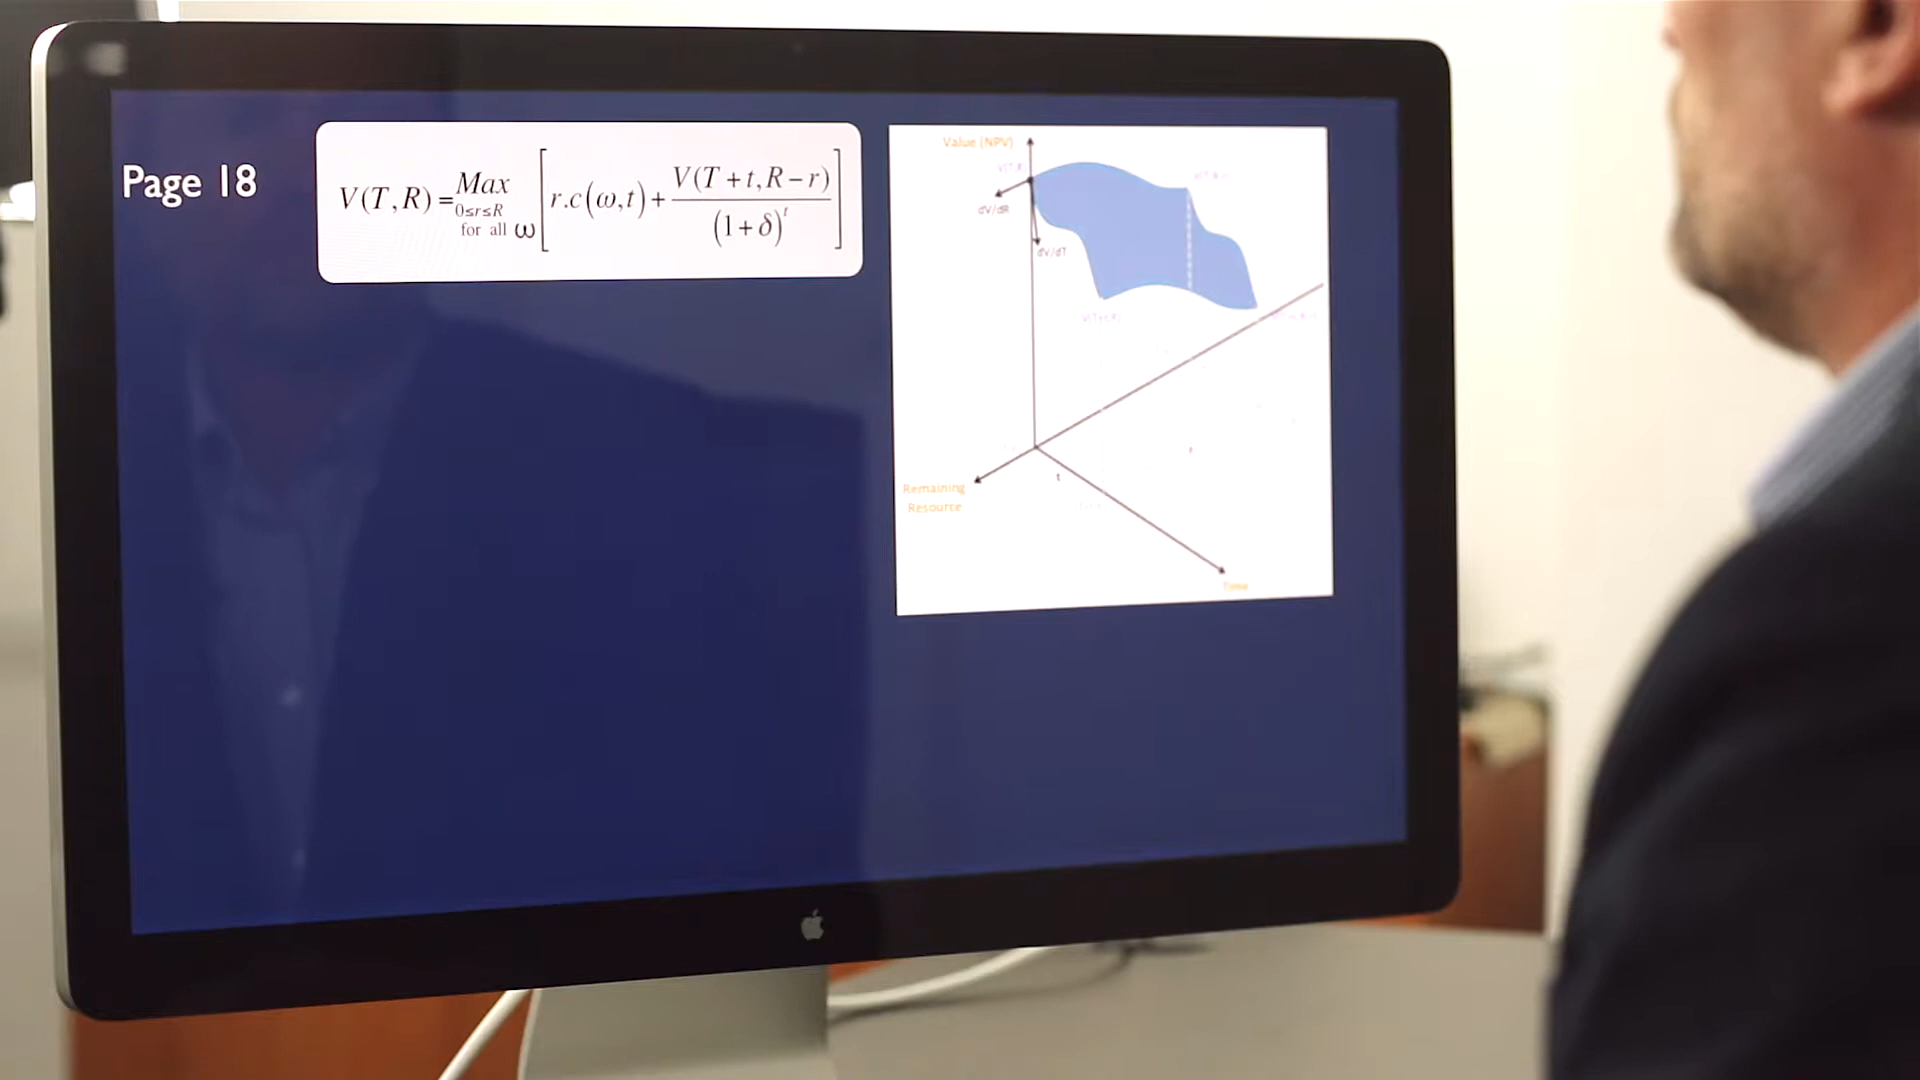 Page 18
V(T,R) = Max 0≤r≤R for all ω [ r.c(ω,t) + V(T+t,R−r) / (1+δ)^t ]
Value (NPV)
dV/dR
dV/dT
t
r
Remaining
Resource
Time